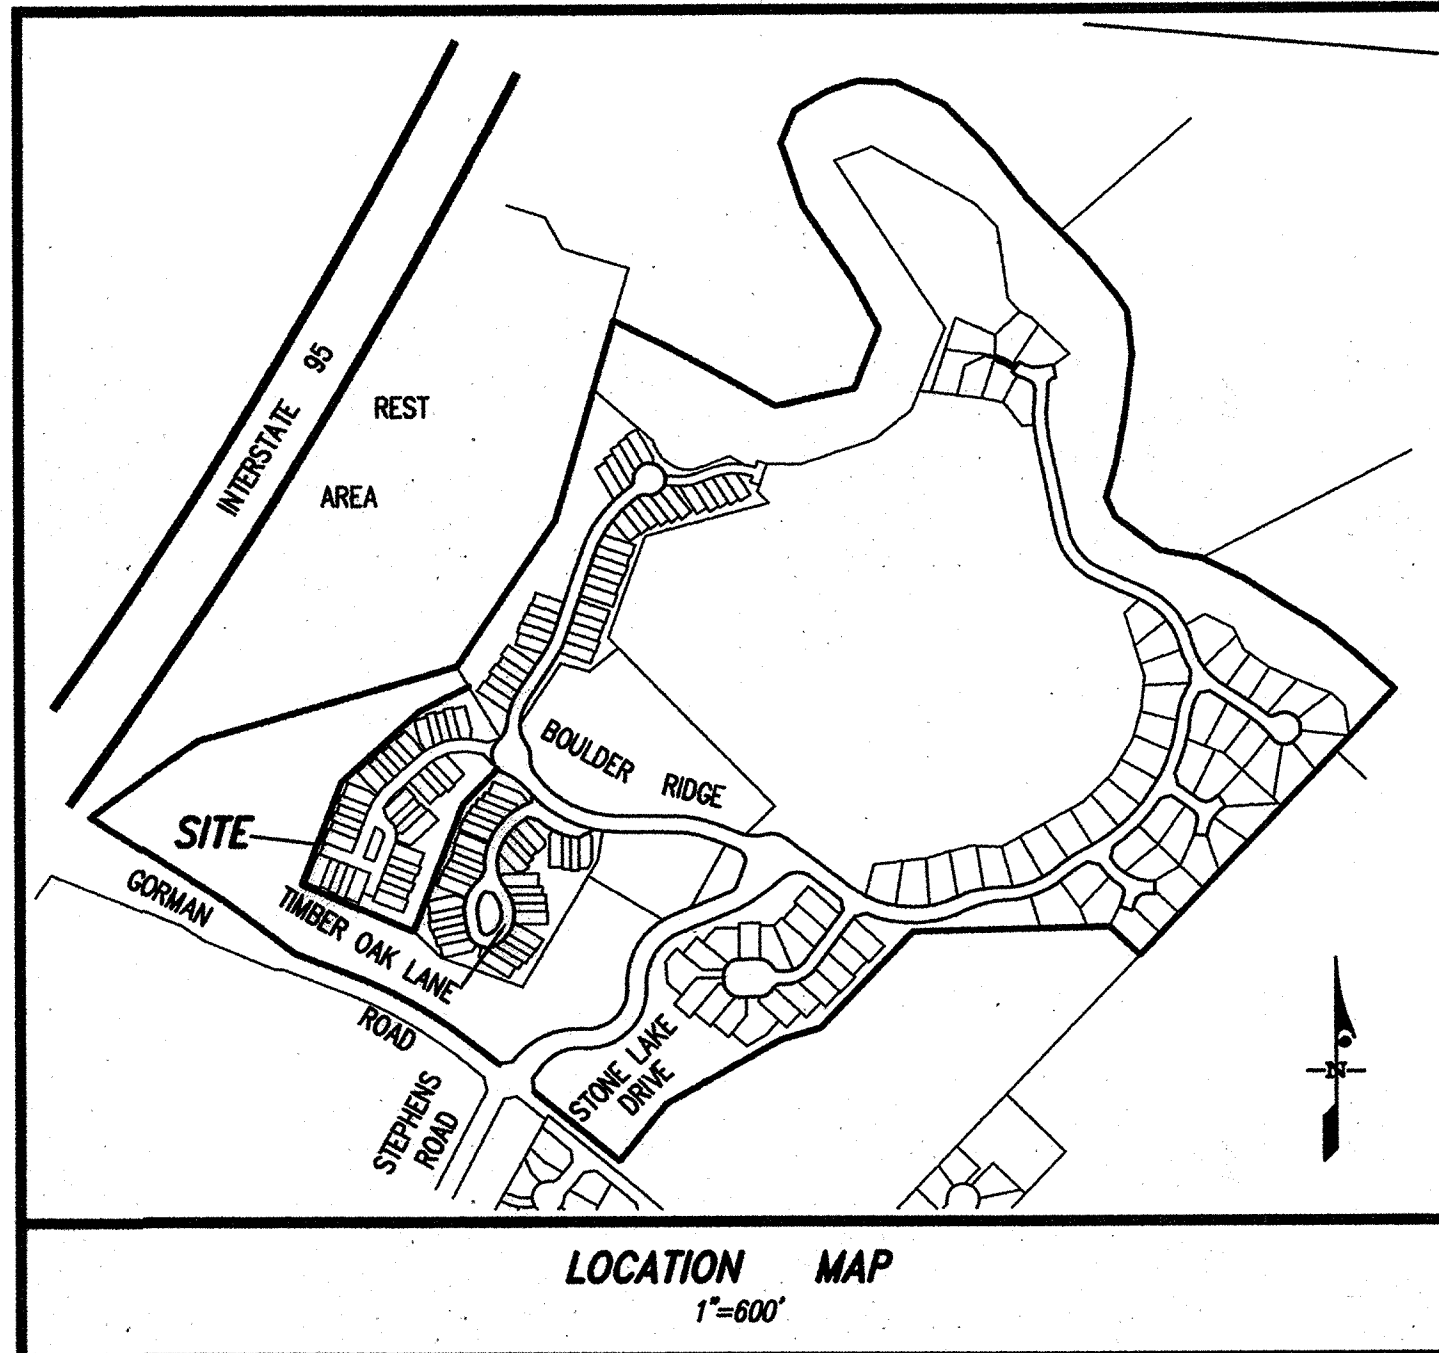 INTERSTATE 95
REST
AREA
BOULDER RIDGE
SITE
GORMAN
ROAD
TIMBER OAK LANE
STONE LAKE
DRIVE
STEPHENS
ROAD
N
LOCATION MAP
1"=600'